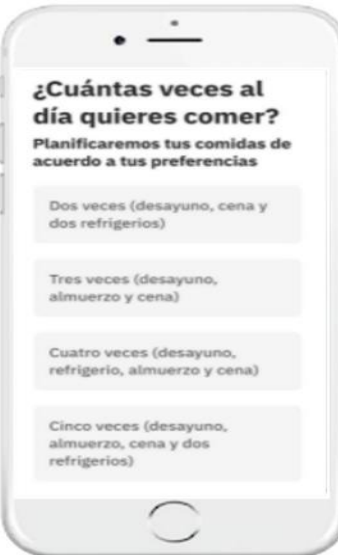 ¿Cuántas veces al
día quieres comer?
Planificaremos tus comidas de
acuerdo a tus preferencias
Dos veces (desayuno, cena y
dos refrigerios)
Tres veces (desayuno,
almuerzo y cena)
Cuatro veces (desayuno,
refrigerio, almuerzo y cena)
Cinco veces (desayuno,
almuerzo, cena y dos
refrigerios)